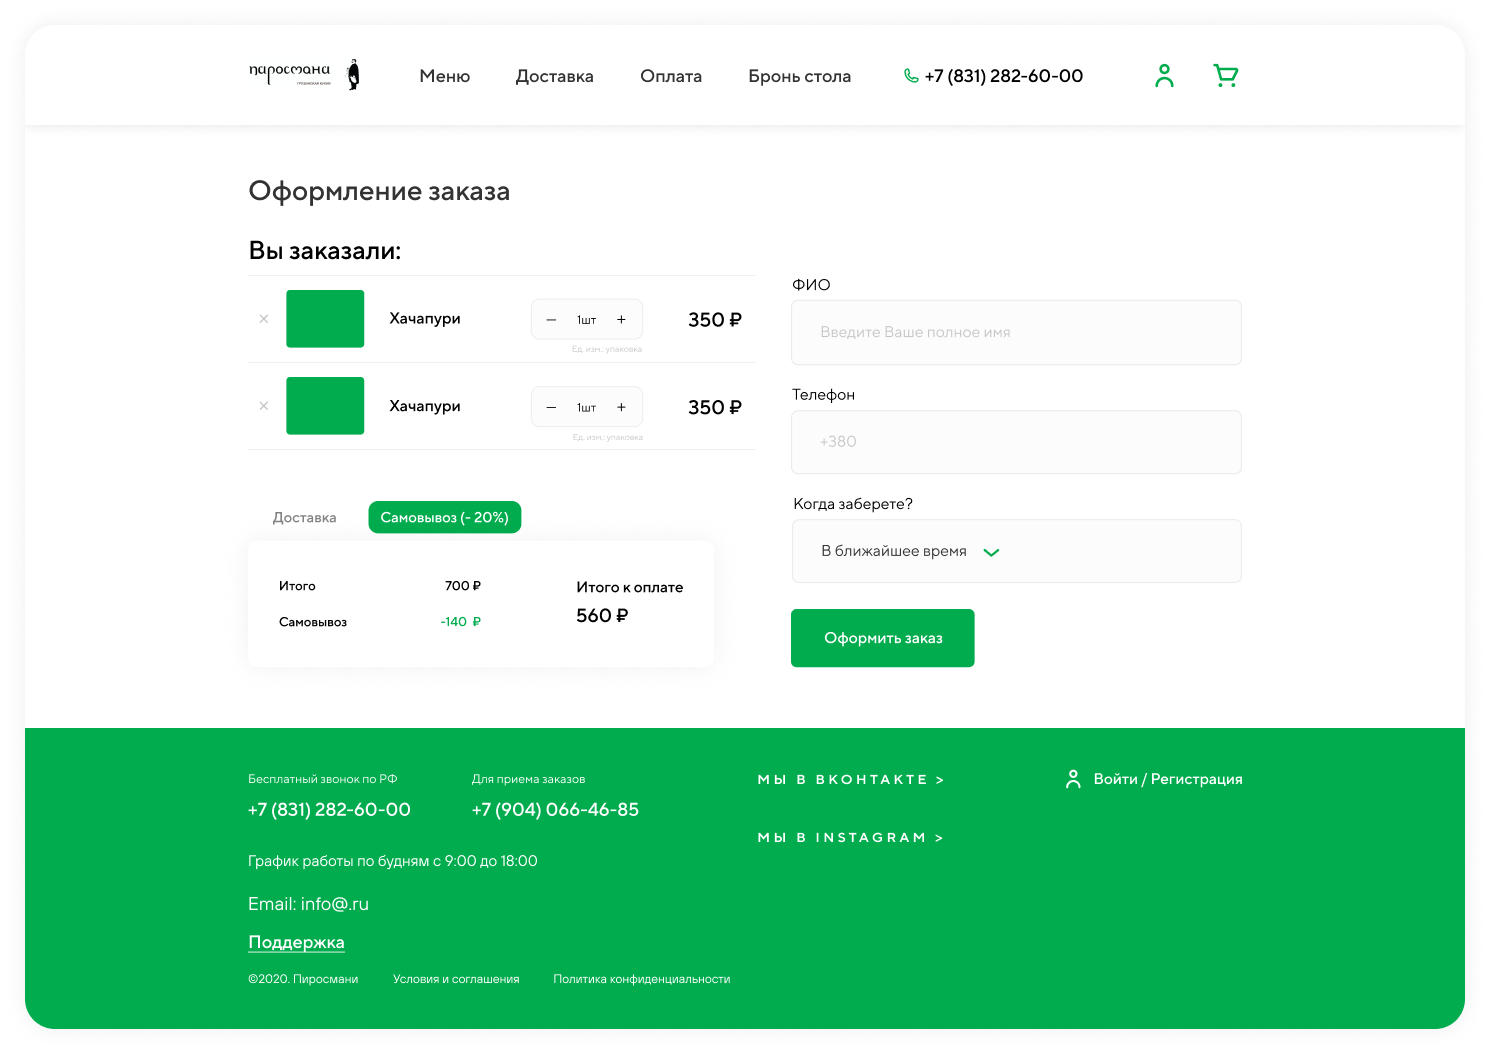 пиросмани
ГРУЗИНСКАЯ КУХНЯ
Меню
Доставка
Оплата
Бронь стола
+7 (831) 282-60-00
Оформление заказа
Вы заказали:
× Хачапури − 1шт + 350 ₽
Ед. изм.: упаковка
× Хачапури − 1шт + 350 ₽
Ед. изм.: упаковка
Доставка
Самовывоз (- 20%)
Итого 700 ₽
Самовывоз -140 ₽
Итого к оплате
560 ₽
ФИО
Введите Ваше полное имя
Телефон
+380
Когда заберете?
В ближайшее время
Оформить заказ
Бесплатный звонок по РФ
+7 (831) 282-60-00
Для приема заказов
+7 (904) 066-46-85
График работы по будням с 9:00 до 18:00
Email: info@.ru
Поддержка
©2020. Пиросмани
Условия и соглашения
Политика конфиденциальности
МЫ В ВКОНТАКТЕ >
МЫ В INSTAGRAM >
Войти / Регистрация